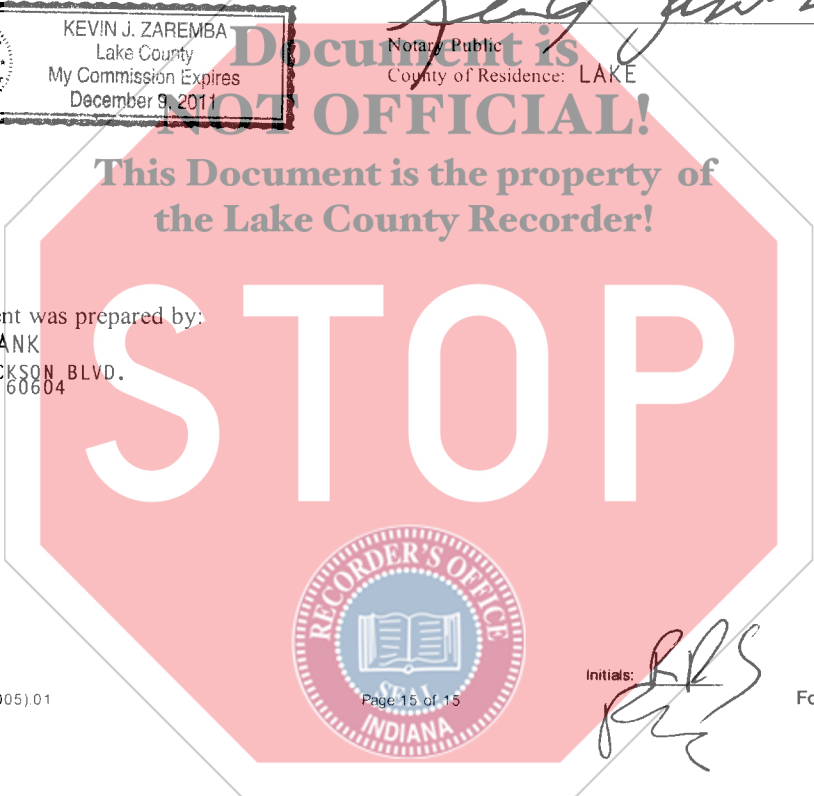 KEVIN J. ZAREMBA
Lake County
My Commission Expires
December 9, 2011
Notary Public
County of Residence: LAKE
Document is
NOT OFFICIAL!
This Document is the property of
the Lake County Recorder!
STOP
nt was prepared by:
ANK
CKSON BLVD.
60604
RECORDER'S OFFICE
SEAL
INDIANA
Initials: RRS
005).01
Page 15 of 15
Fo